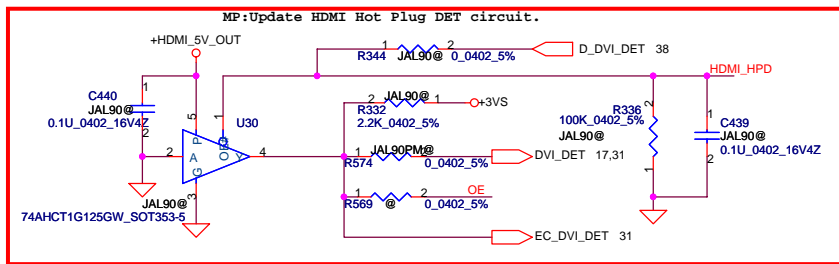 MP:Update HDMI Hot Plug DET circuit.
+HDMI_5V_OUT
1 2 D_DVI_DET 38
R344 JAL90@ 0_0402_5%
HDMI_HPD
C440
JAL90@
0.1U_0402_16V4Z
1
2
5
1
U30
P
A
Y
G
2
4
3
JAL90@
74AHCT1G125GW_SOT353-5
2 JAL90@ 1 +3VS
R332
2.2K_0402_5%
1 JAL90PM@ 2 DVI_DET 17,31
R574 0_0402_5%
1 2 OE
R569 @ 0_0402_5%
EC_DVI_DET 31
2
R336
100K_0402_5%
JAL90@
1
1
C439
JAL90@
0.1U_0402_16V4Z
2